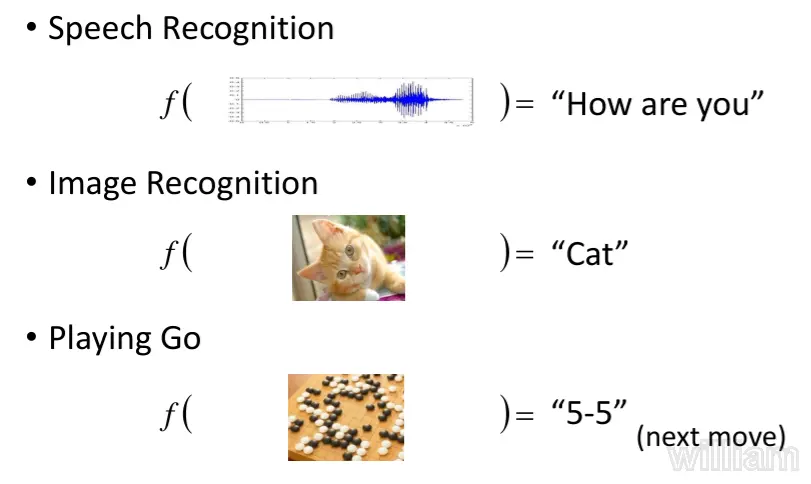 • Speech Recognition
f( )= “How are you”
• Image Recognition
f( )= “Cat”
• Playing Go
f( )= “5-5”
(next move)
william